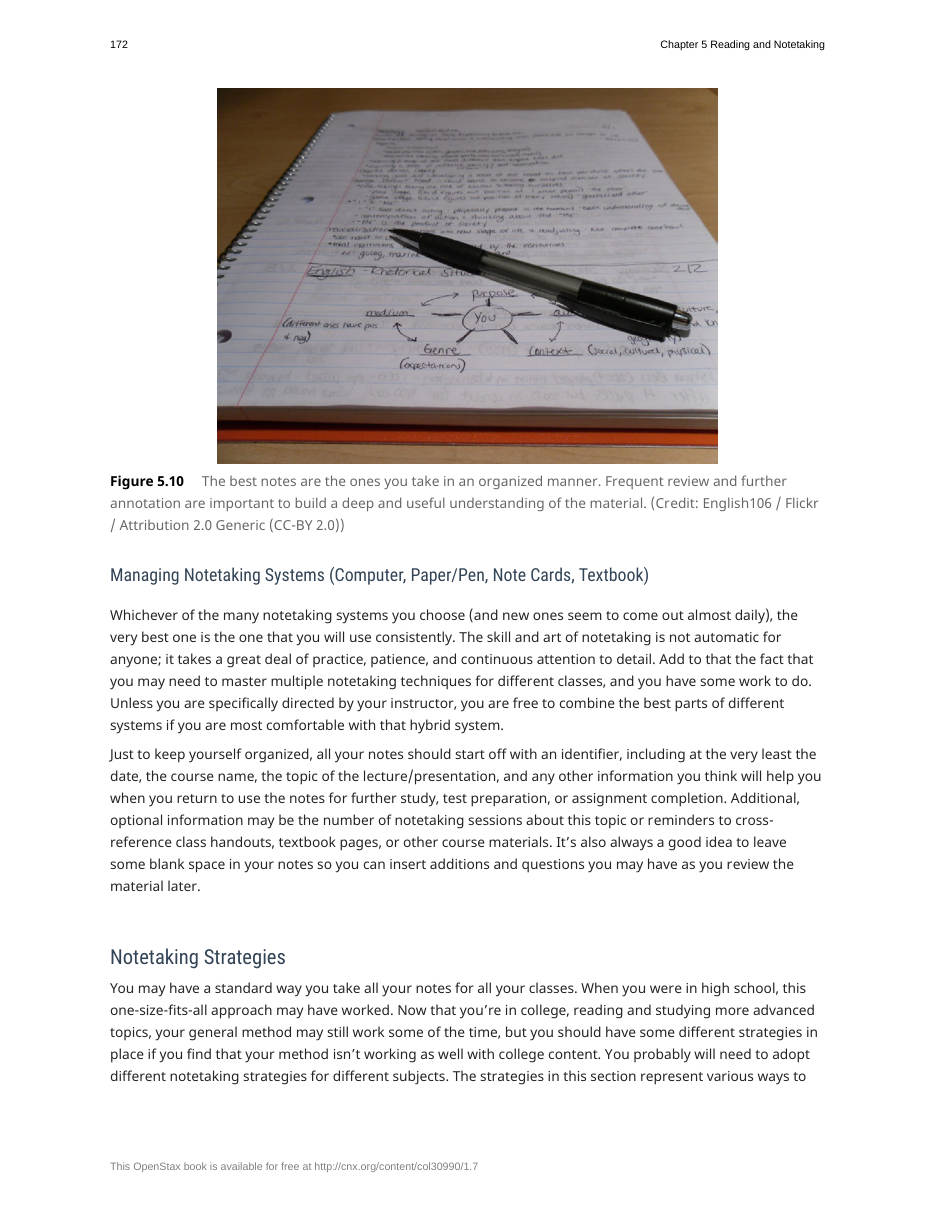 172
Chapter 5 Reading and Notetaking
English - Rhetorical
2/2
purpose
medium
You
(different ones have pos
& neg)
Genre
context (social, cultural, physical)
(expectations)
Figure 5.10 The best notes are the ones you take in an organized manner. Frequent review and further
annotation are important to build a deep and useful understanding of the material. (Credit: English106 / Flickr
/ Attribution 2.0 Generic (CC-BY 2.0))
Managing Notetaking Systems (Computer, Paper/Pen, Note Cards, Textbook)
Whichever of the many notetaking systems you choose (and new ones seem to come out almost daily), the
very best one is the one that you will use consistently. The skill and art of notetaking is not automatic for
anyone; it takes a great deal of practice, patience, and continuous attention to detail. Add to that the fact that
you may need to master multiple notetaking techniques for different classes, and you have some work to do.
Unless you are specifically directed by your instructor, you are free to combine the best parts of different
systems if you are most comfortable with that hybrid system.
Just to keep yourself organized, all your notes should start off with an identifier, including at the very least the
date, the course name, the topic of the lecture/presentation, and any other information you think will help you
when you return to use the notes for further study, test preparation, or assignment completion. Additional,
optional information may be the number of notetaking sessions about this topic or reminders to cross-
reference class handouts, textbook pages, or other course materials. It’s also always a good idea to leave
some blank space in your notes so you can insert additions and questions you may have as you review the
material later.
Notetaking Strategies
You may have a standard way you take all your notes for all your classes. When you were in high school, this
one-size-fits-all approach may have worked. Now that you’re in college, reading and studying more advanced
topics, your general method may still work some of the time, but you should have some different strategies in
place if you find that your method isn’t working as well with college content. You probably will need to adopt
different notetaking strategies for different subjects. The strategies in this section represent various ways to
This OpenStax book is available for free at http://cnx.org/content/col30990/1.7